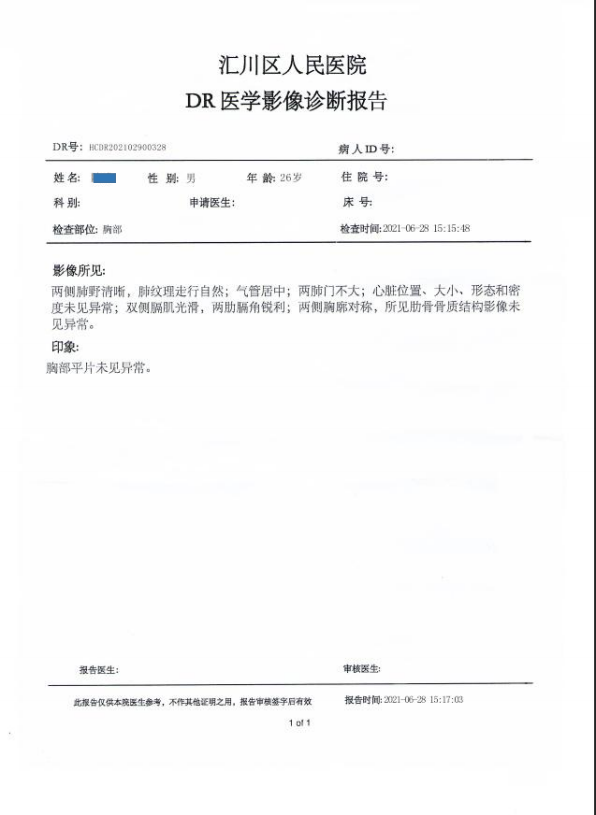 汇川区人民医院
DR 医学影像诊断报告
DR号: HCDR202102900328 病人ID号:
姓名: 性别: 男 年龄: 26岁 住院号:
科别: 申请医生: 床号:
检查部位: 胸部 检查时间:2021-06-28 15:15:48
影像所见:
两侧肺野清晰，肺纹理走行自然；气管居中；两肺门不大；心脏位置、大小、形态和密
度未见异常；双侧膈肌光滑，两肋膈角锐利；两侧胸廓对称，所见肋骨骨质结构影像未
见异常。
印象:
胸部平片未见异常。
报告医生: 审核医生:
此报告仅供本院医生参考，不作其他证明之用，报告审核签字后有效 报告时间:2021-06-28 15:17:03
1 of 1